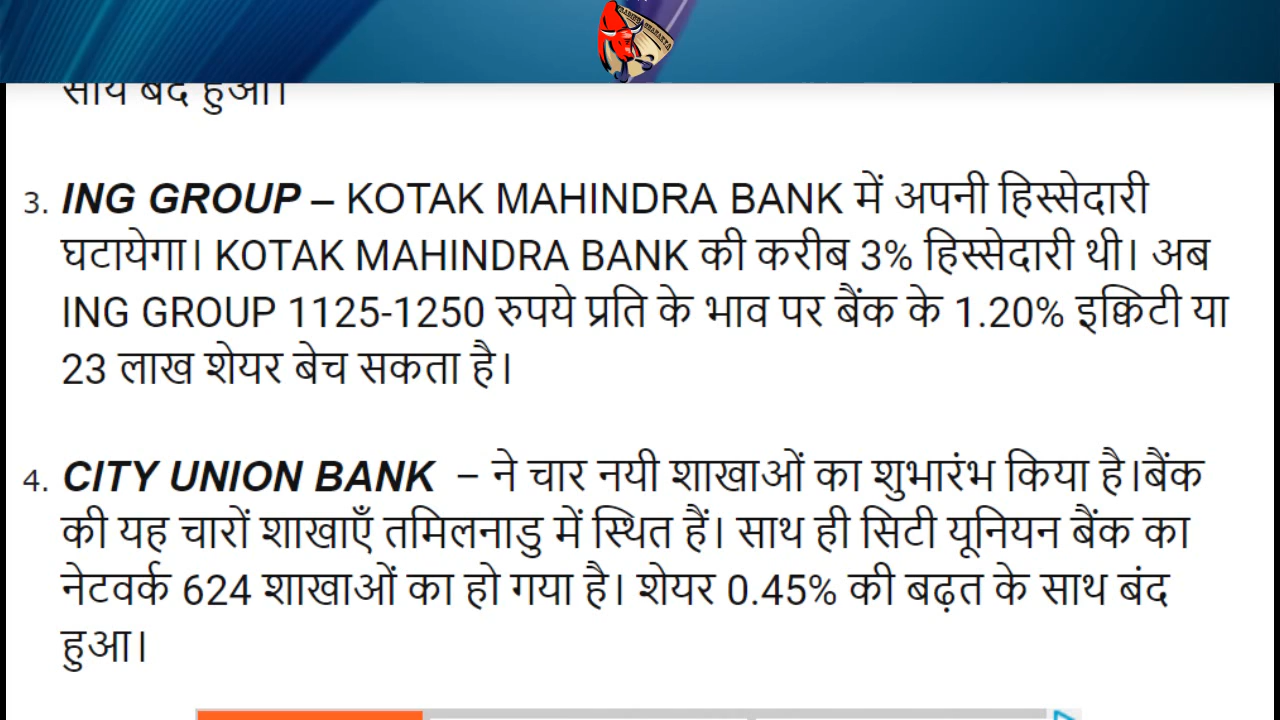 साथ बंद हुआ।
3. ING GROUP – KOTAK MAHINDRA BANK में अपनी हिस्सेदारी
घटायेगा। KOTAK MAHINDRA BANK की करीब 3% हिस्सेदारी थी। अब
ING GROUP 1125-1250 रुपये प्रति के भाव पर बैंक के 1.20% इक्विटी या
23 लाख शेयर बेच सकता है।
4. CITY UNION BANK – ने चार नयी शाखाओं का शुभारंभ किया है।बैंक
की यह चारों शाखाएँ तमिलनाडु में स्थित हैं। साथ ही सिटी यूनियन बैंक का
नेटवर्क 624 शाखाओं का हो गया है। शेयर 0.45% की बढ़त के साथ बंद
हुआ।